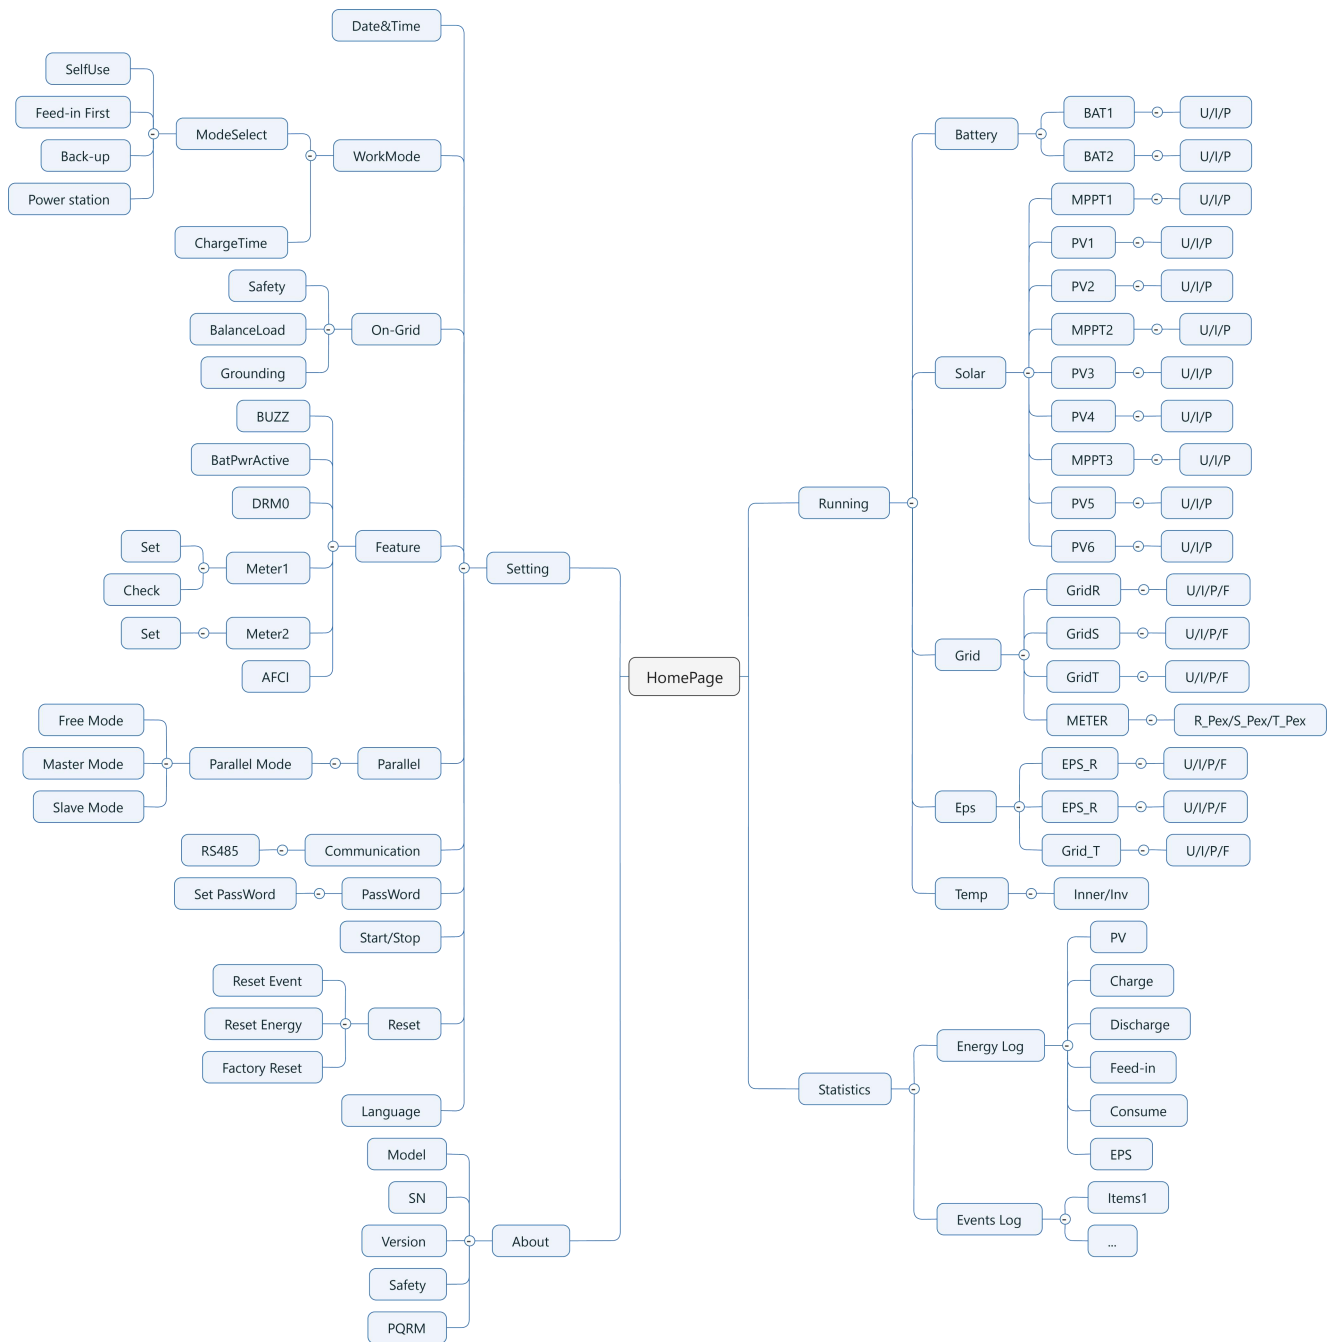 HomePage
Setting
Date&Time
WorkMode
ModeSelect
SelfUse
Feed-in First
Back-up
Power station
ChargeTime
On-Grid
Safety
BalanceLoad
Grounding
Feature
BUZZ
BatPwrActive
DRM0
Meter1
Set
Check
Meter2
Set
AFCI
Parallel
Parallel Mode
Free Mode
Master Mode
Slave Mode
Communication
RS485
PassWord
Set PassWord
Start/Stop
Reset
Reset Event
Reset Energy
Factory Reset
Language
About
Model
SN
Version
Safety
PQRM
Running
Battery
BAT1
U/I/P
BAT2
U/I/P
Solar
MPPT1
U/I/P
PV1
U/I/P
PV2
U/I/P
MPPT2
U/I/P
PV3
U/I/P
PV4
U/I/P
MPPT3
U/I/P
PV5
U/I/P
PV6
U/I/P
Grid
GridR
U/I/P/F
GridS
U/I/P/F
GridT
U/I/P/F
METER
R_Pex/S_Pex/T_Pex
Eps
EPS_R
U/I/P/F
EPS_R
U/I/P/F
Grid_T
U/I/P/F
Temp
Inner/Inv
Statistics
Energy Log
PV
Charge
Discharge
Feed-in
Consume
EPS
Events Log
Items1
...